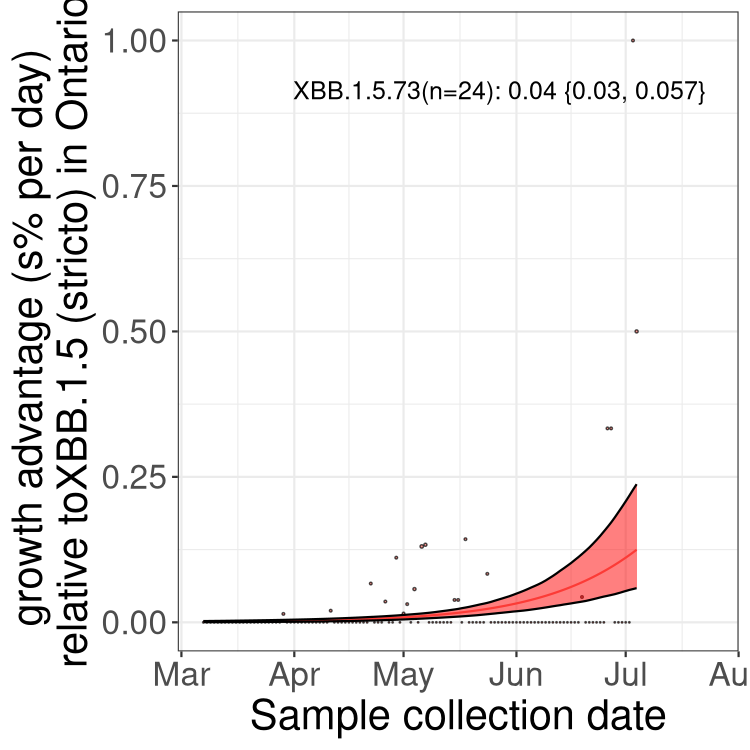 growth advantage (s% per day)
relative toXBB.1.5 (stricto) in Ontario
1.00
XBB.1.5.73(n=24): 0.04 {0.03, 0.057}
0.75
0.50
0.25
0.00
Mar Apr May Jun Jul Au
Sample collection date